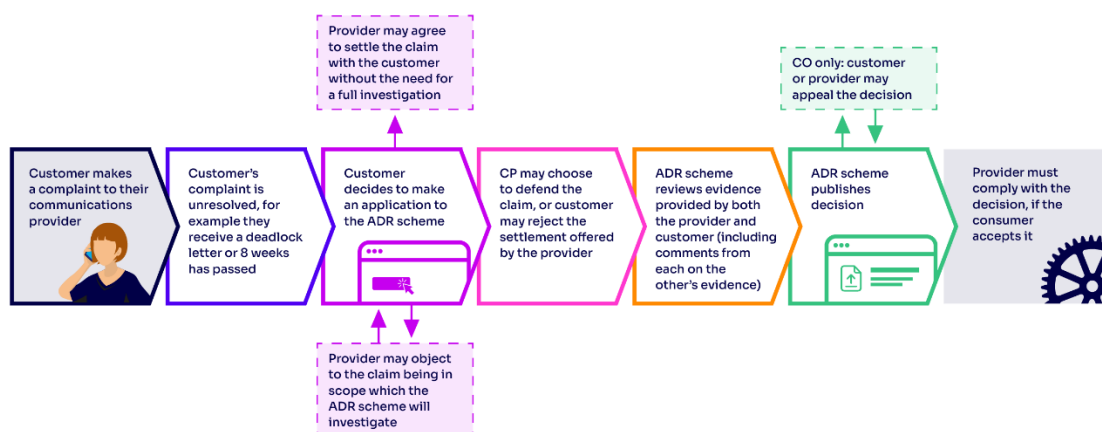 Provider may agree
to settle the claim
with the customer
without the need for
a full investigation
CO only: customer
or provider may
appeal the decision
Customer makes
a complaint to their
communications
provider
Customer's
complaint is
unresolved, for
example they
receive a deadlock
letter or 8 weeks
has passed
Customer
decides to make
an application to
the ADR scheme
CP may choose
to defend the
claim, or customer
may reject the
settlement offered
by the provider
ADR scheme
reviews evidence
provided by both
the provider and
customer (including
comments from
each on the
other's evidence)
ADR scheme
publishes
decision
Provider must
comply with the
decision, if the
consumer
accepts it
Provider may object
to the claim being in
scope which the
ADR scheme will
investigate